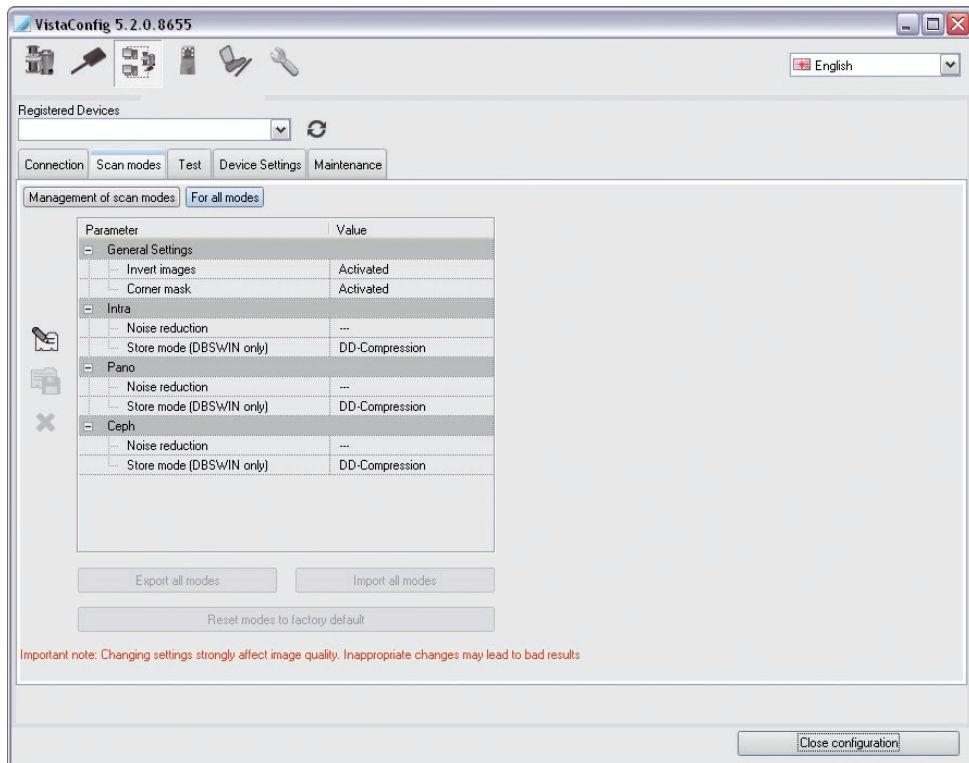 VistaConfig 5.2.0.8655
English
Registered Devices
Connection Scan modes Test Device Settings Maintenance
Management of scan modes For all modes
Parameter Value
General Settings
Invert images Activated
Corner mask Activated
Intra
Noise reduction ---
Store mode (DBSWIN only) DD-Compression
Pano
Noise reduction ---
Store mode (DBSWIN only) DD-Compression
Ceph
Noise reduction ---
Store mode (DBSWIN only) DD-Compression
Export all modes Import all modes
Reset modes to factory default
Important note: Changing settings strongly affect image quality. Inappropriate changes may lead to bad results
Close configuration